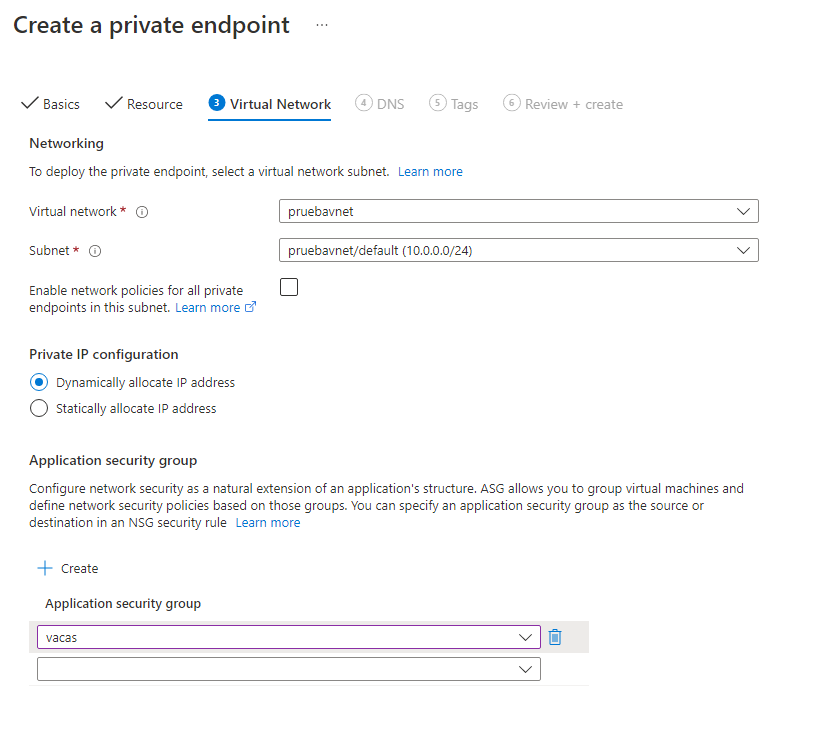 Create a private endpoint ...
Basics Resource 3 Virtual Network 4 DNS 5 Tags 6 Review + create
Networking
To deploy the private endpoint, select a virtual network subnet. Learn more
Virtual network * pruebavnet
Subnet * pruebavnet/default (10.0.0.0/24)
Enable network policies for all private
endpoints in this subnet. Learn more
Private IP configuration
Dynamically allocate IP address
Statically allocate IP address
Application security group
Configure network security as a natural extension of an application's structure. ASG allows you to group virtual machines and
define network security policies based on those groups. You can specify an application security group as the source or
destination in an NSG security rule Learn more
+ Create
Application security group
vacas